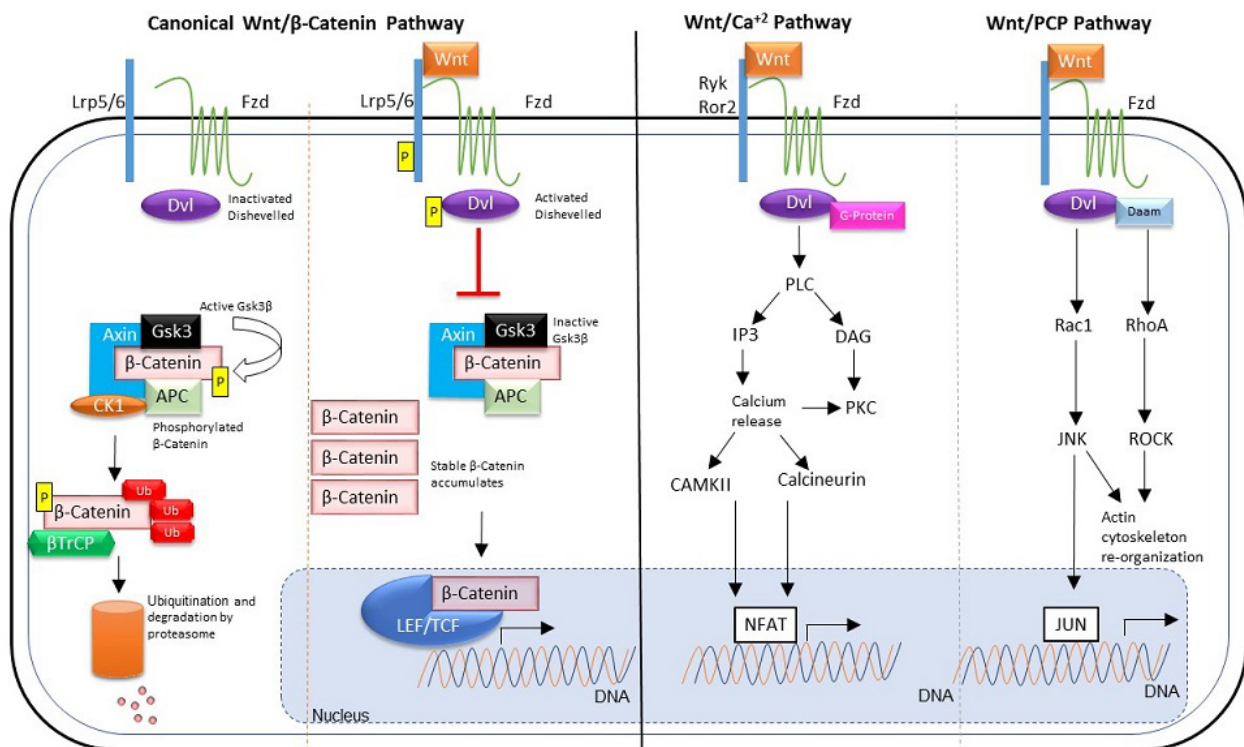 Canonical Wnt/β-Catenin Pathway
Wnt/Ca+2 Pathway
Wnt/PCP Pathway
Lrp5/6
Fzd
Dvl
Inactivated
Dishevelled
Active Gsk3β
Axin
Gsk3
β-Catenin
P
APC
CK1
Phosphorylated
β-Catenin
P
β-Catenin
Ub
Ub
Ub
βTrCP
Ubiquitination and
degradation by
proteasome
Wnt
Lrp5/6
Fzd
P
P
Dvl
Activated
Dishevelled
Axin
Gsk3
Inactive
Gsk3β
β-Catenin
APC
β-Catenin
β-Catenin
β-Catenin
Stable β-Catenin
accumulates
β-Catenin
LEF/TCF
DNA
Nucleus
Wnt
Ryk
Ror2
Fzd
Dvl
G-Protein
PLC
IP3
DAG
Calcium
release
PKC
CAMKII
Calcineurin
NFAT
DNA
Wnt
Fzd
Dvl
Daam
Rac1
RhoA
JNK
ROCK
Actin
cytoskeleton
re-organization
JUN
DNA